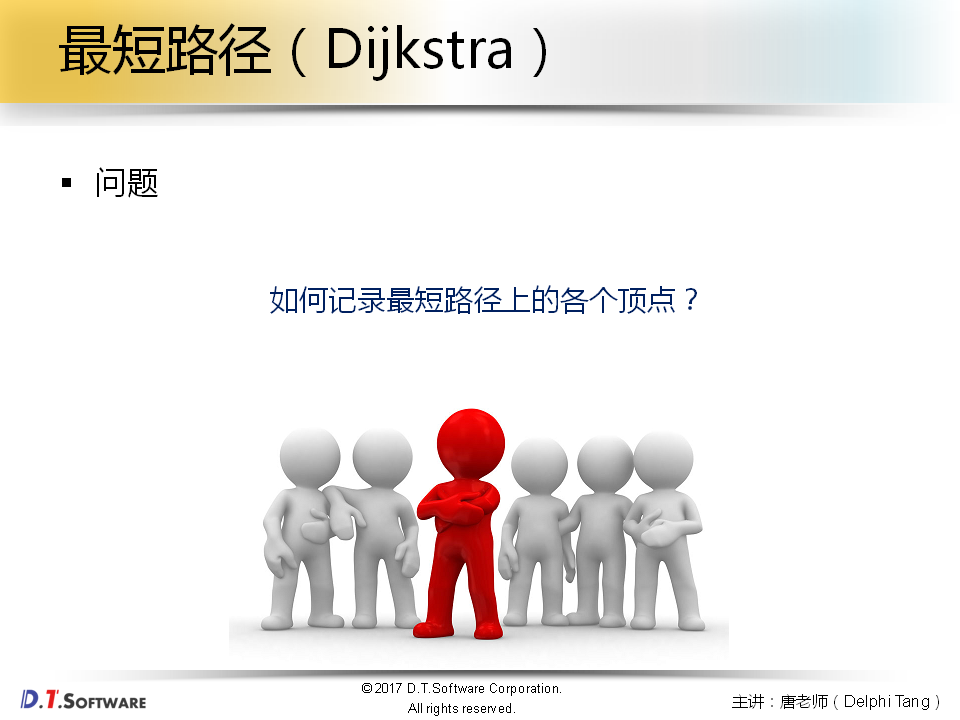 最短路径（Dijkstra）
▪ 问题
如何记录最短路径上的各个顶点？
D.T.SOFTWARE
©2017 D.T.Software Corporation.
All rights reserved.
主讲：唐老师（Delphi Tang）